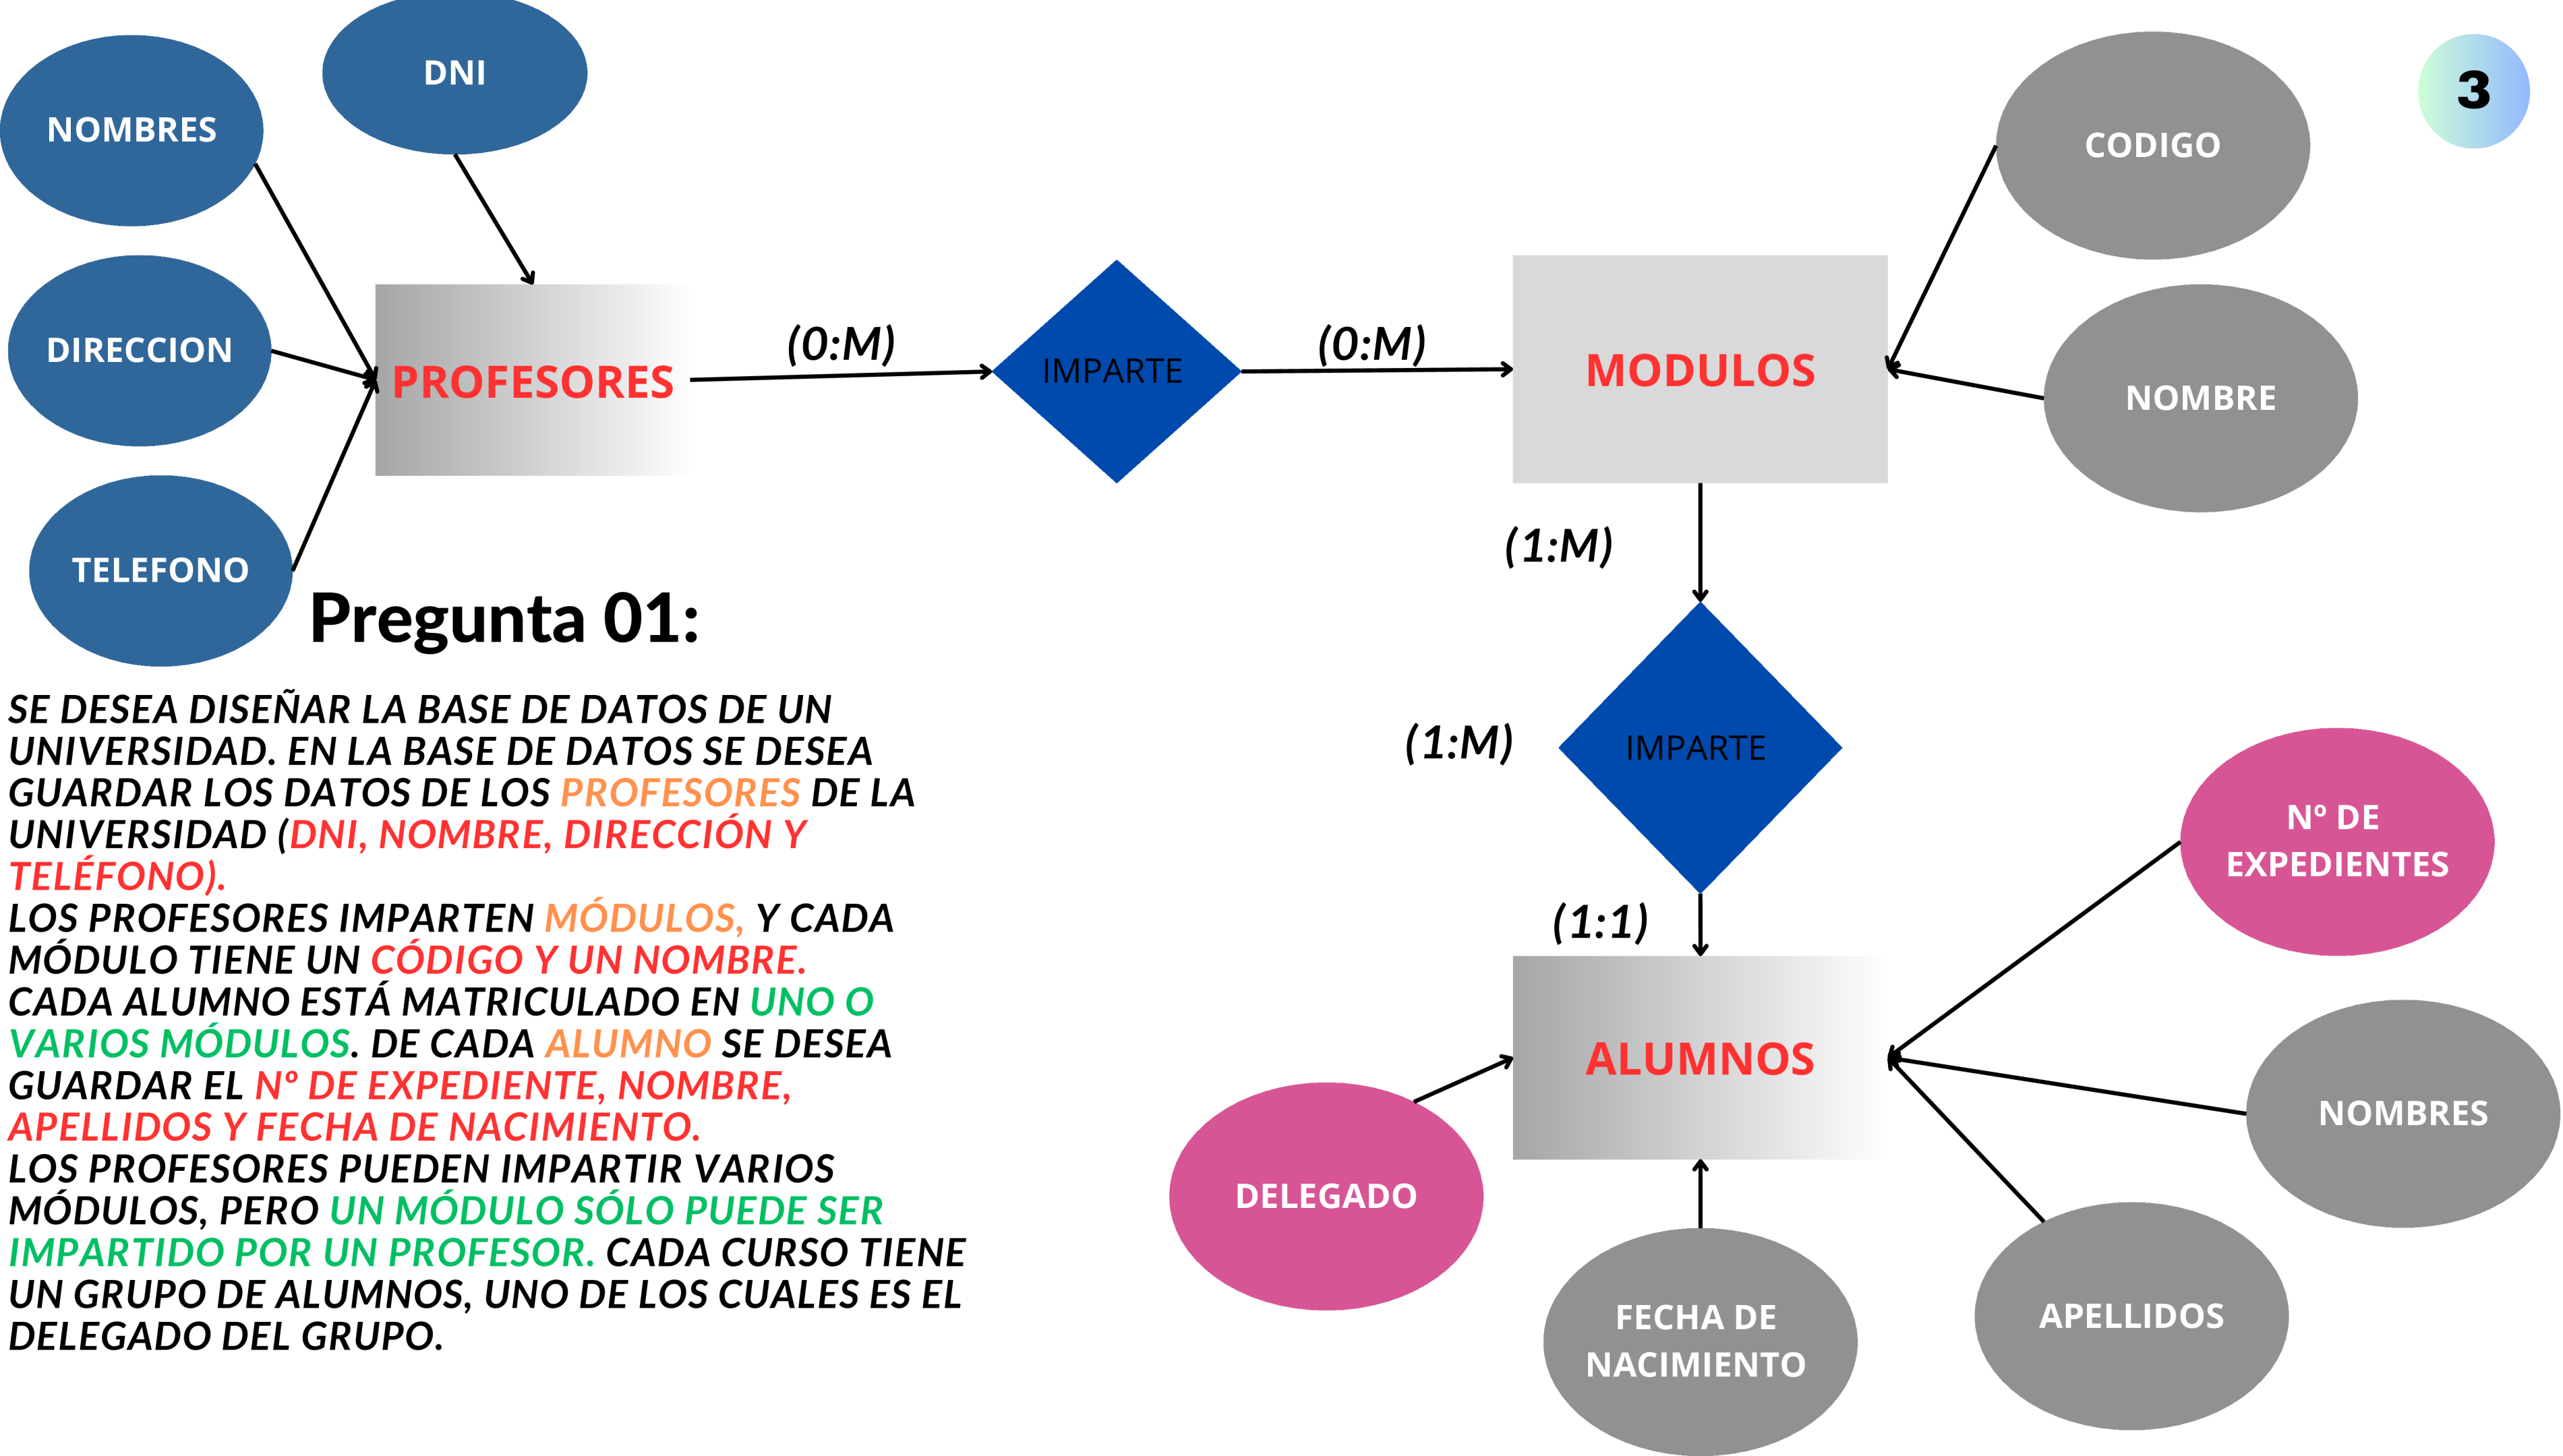 DNI
NOMBRES
DIRECCION
TELEFONO
PROFESORES
(0:M)
IMPARTE
(0:M)
MODULOS
CODIGO
NOMBRE
3
(1:M)
(1:M)
IMPARTE
(1:1)
ALUMNOS
Nº DE
EXPEDIENTES
NOMBRES
APELLIDOS
FECHA DE
NACIMIENTO
DELEGADO
Pregunta 01:
SE DESEA DISEÑAR LA BASE DE DATOS DE UN
UNIVERSIDAD. EN LA BASE DE DATOS SE DESEA
GUARDAR LOS DATOS DE LOS PROFESORES DE LA
UNIVERSIDAD (DNI, NOMBRE, DIRECCIÓN Y
TELÉFONO).
LOS PROFESORES IMPARTEN MÓDULOS, Y CADA
MÓDULO TIENE UN CÓDIGO Y UN NOMBRE.
CADA ALUMNO ESTÁ MATRICULADO EN UNO O
VARIOS MÓDULOS. DE CADA ALUMNO SE DESEA
GUARDAR EL Nº DE EXPEDIENTE, NOMBRE,
APELLIDOS Y FECHA DE NACIMIENTO.
LOS PROFESORES PUEDEN IMPARTIR VARIOS
MÓDULOS, PERO UN MÓDULO SÓLO PUEDE SER
IMPARTIDO POR UN PROFESOR. CADA CURSO TIENE
UN GRUPO DE ALUMNOS, UNO DE LOS CUALES ES EL
DELEGADO DEL GRUPO.